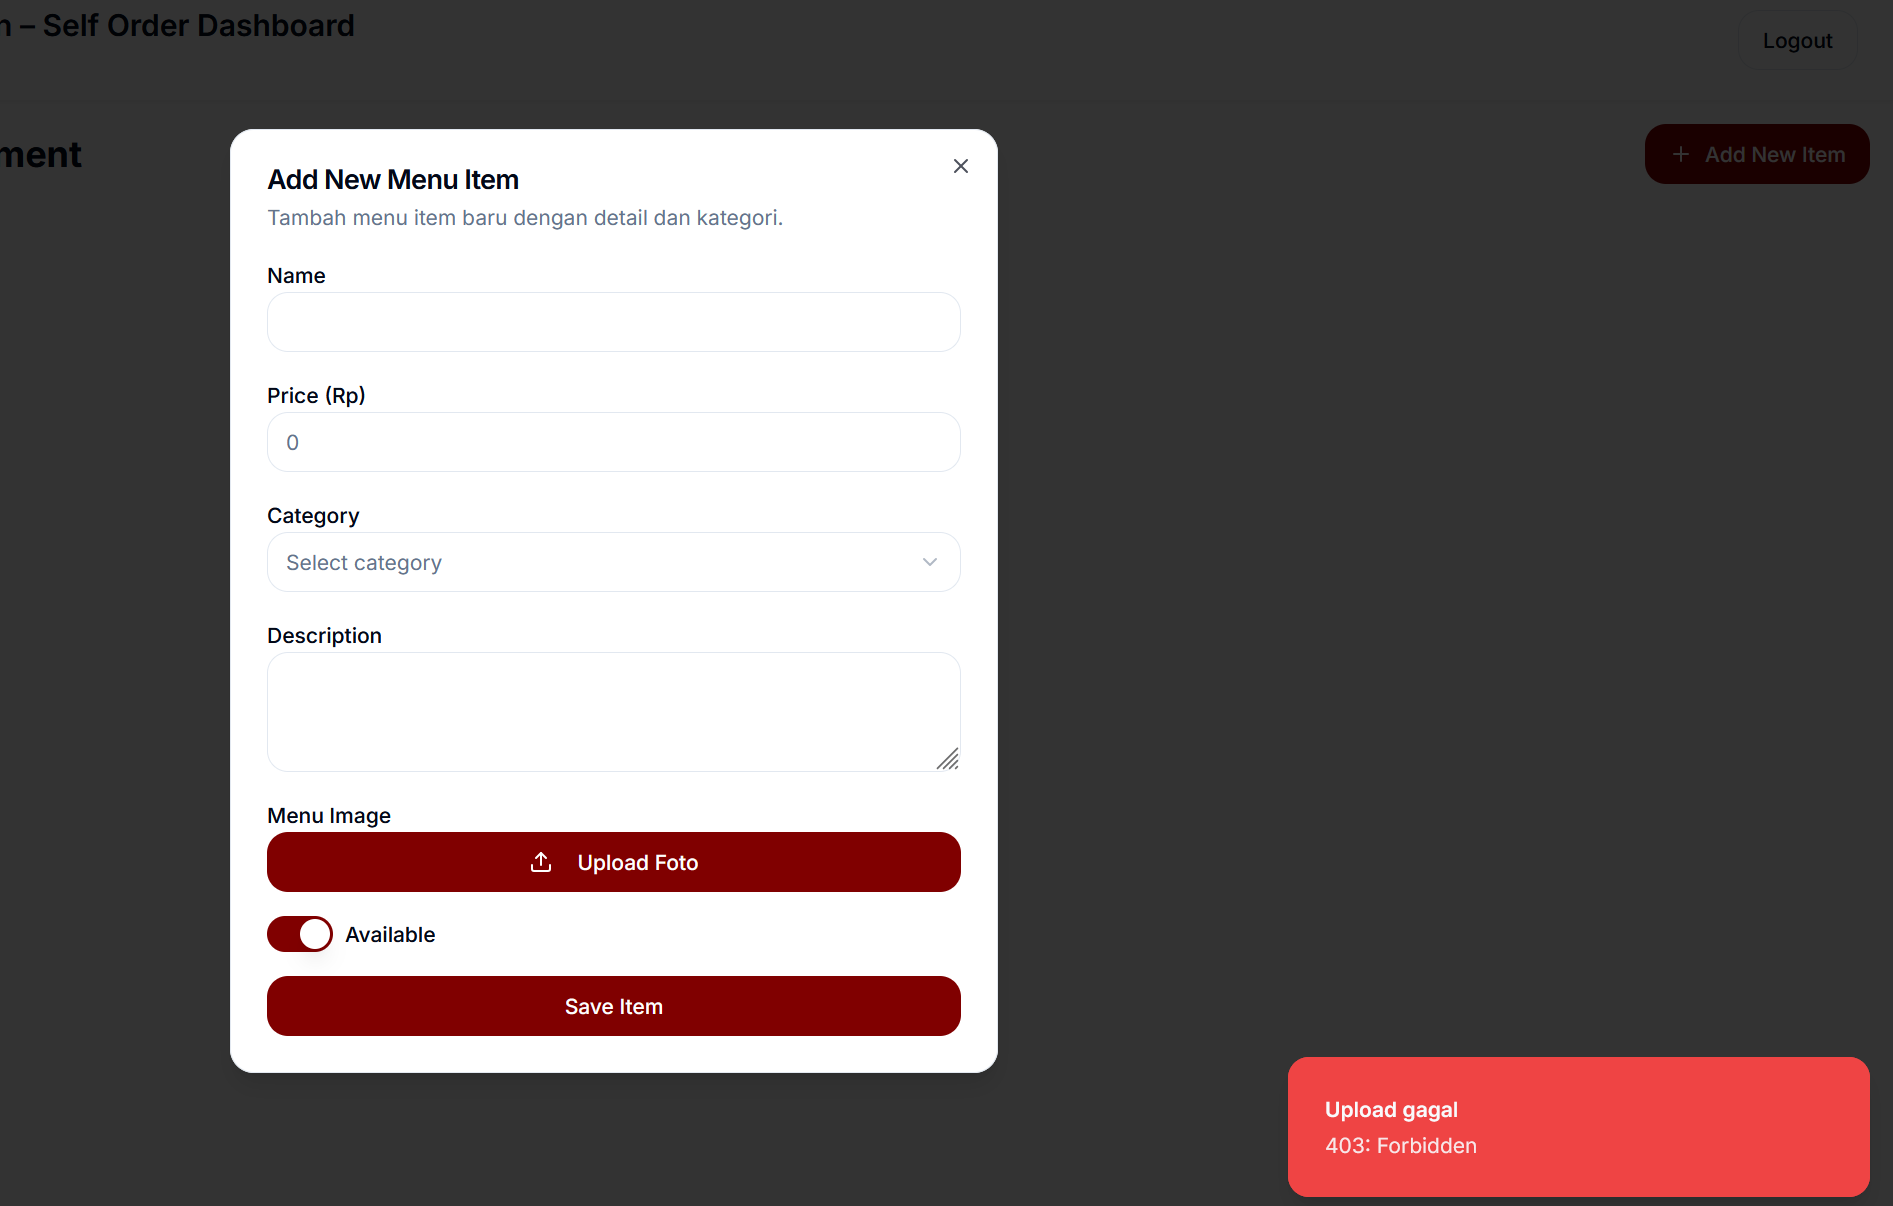 n – Self Order Dashboard
Logout
ment
Add New Item
Add New Menu Item
Tambah menu item baru dengan detail dan kategori.
Name
Price (Rp)
0
Category
Select category
Description
Menu Image
Upload Foto
Available
Save Item
Upload gagal
403: Forbidden